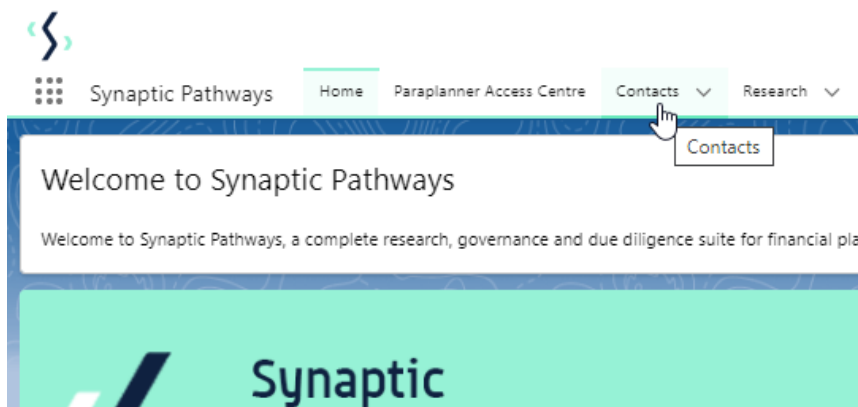 Synaptic Pathways Home Paraplanner Access Centre Contacts Research
Contacts
Welcome to Synaptic Pathways
Welcome to Synaptic Pathways, a complete research, governance and due diligence suite for financial
Synaptic